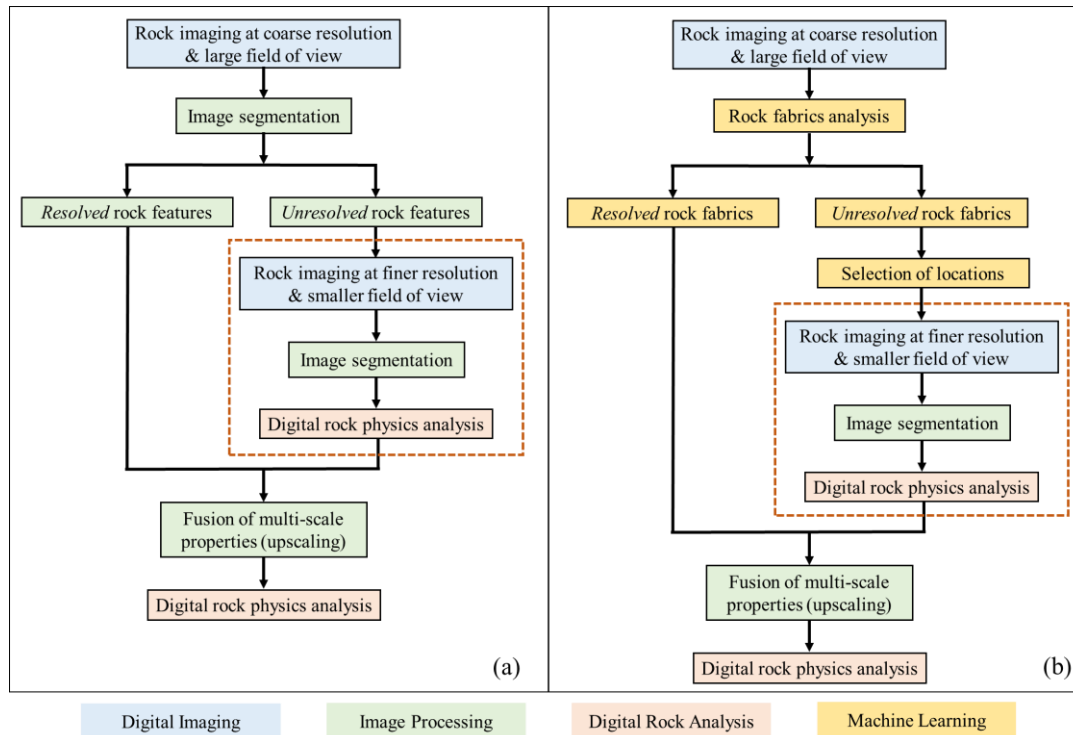 Rock imaging at coarse resolution
& large field of view
Image segmentation
Resolved rock features
Unresolved rock features
Rock imaging at finer resolution
& smaller field of view
Image segmentation
Digital rock physics analysis
Fusion of multi-scale
properties (upscaling)
Digital rock physics analysis
(a)
Rock imaging at coarse resolution
& large field of view
Rock fabrics analysis
Resolved rock fabrics
Unresolved rock fabrics
Selection of locations
Rock imaging at finer resolution
& smaller field of view
Image segmentation
Digital rock physics analysis
Fusion of multi-scale
properties (upscaling)
Digital rock physics analysis
(b)
Digital Imaging
Image Processing
Digital Rock Analysis
Machine Learning